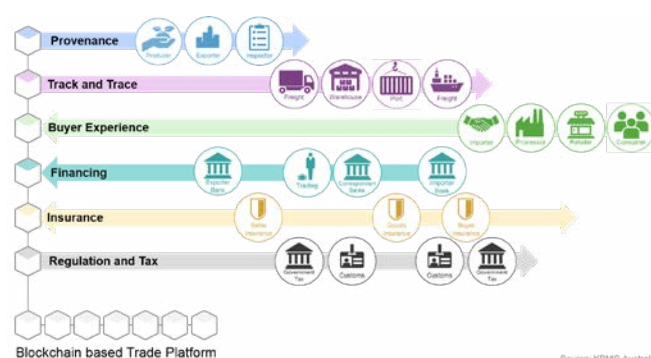 Provenance
Producer
Exporter
Inspector
Track and Trace
Freight
Warehouse
Port
Freight
Buyer Experience
Importer
Processor
Retailer
Consumer
Financing
Exporter
Bank
Trading
Correspondent
Banks
Importer
Bank
Insurance
Seller
Insurance
Goods
Insurance
Buyer
Insurance
Regulation and Tax
Government
Tax
Customs
Customs
Government
Tax
Blockchain based Trade Platform